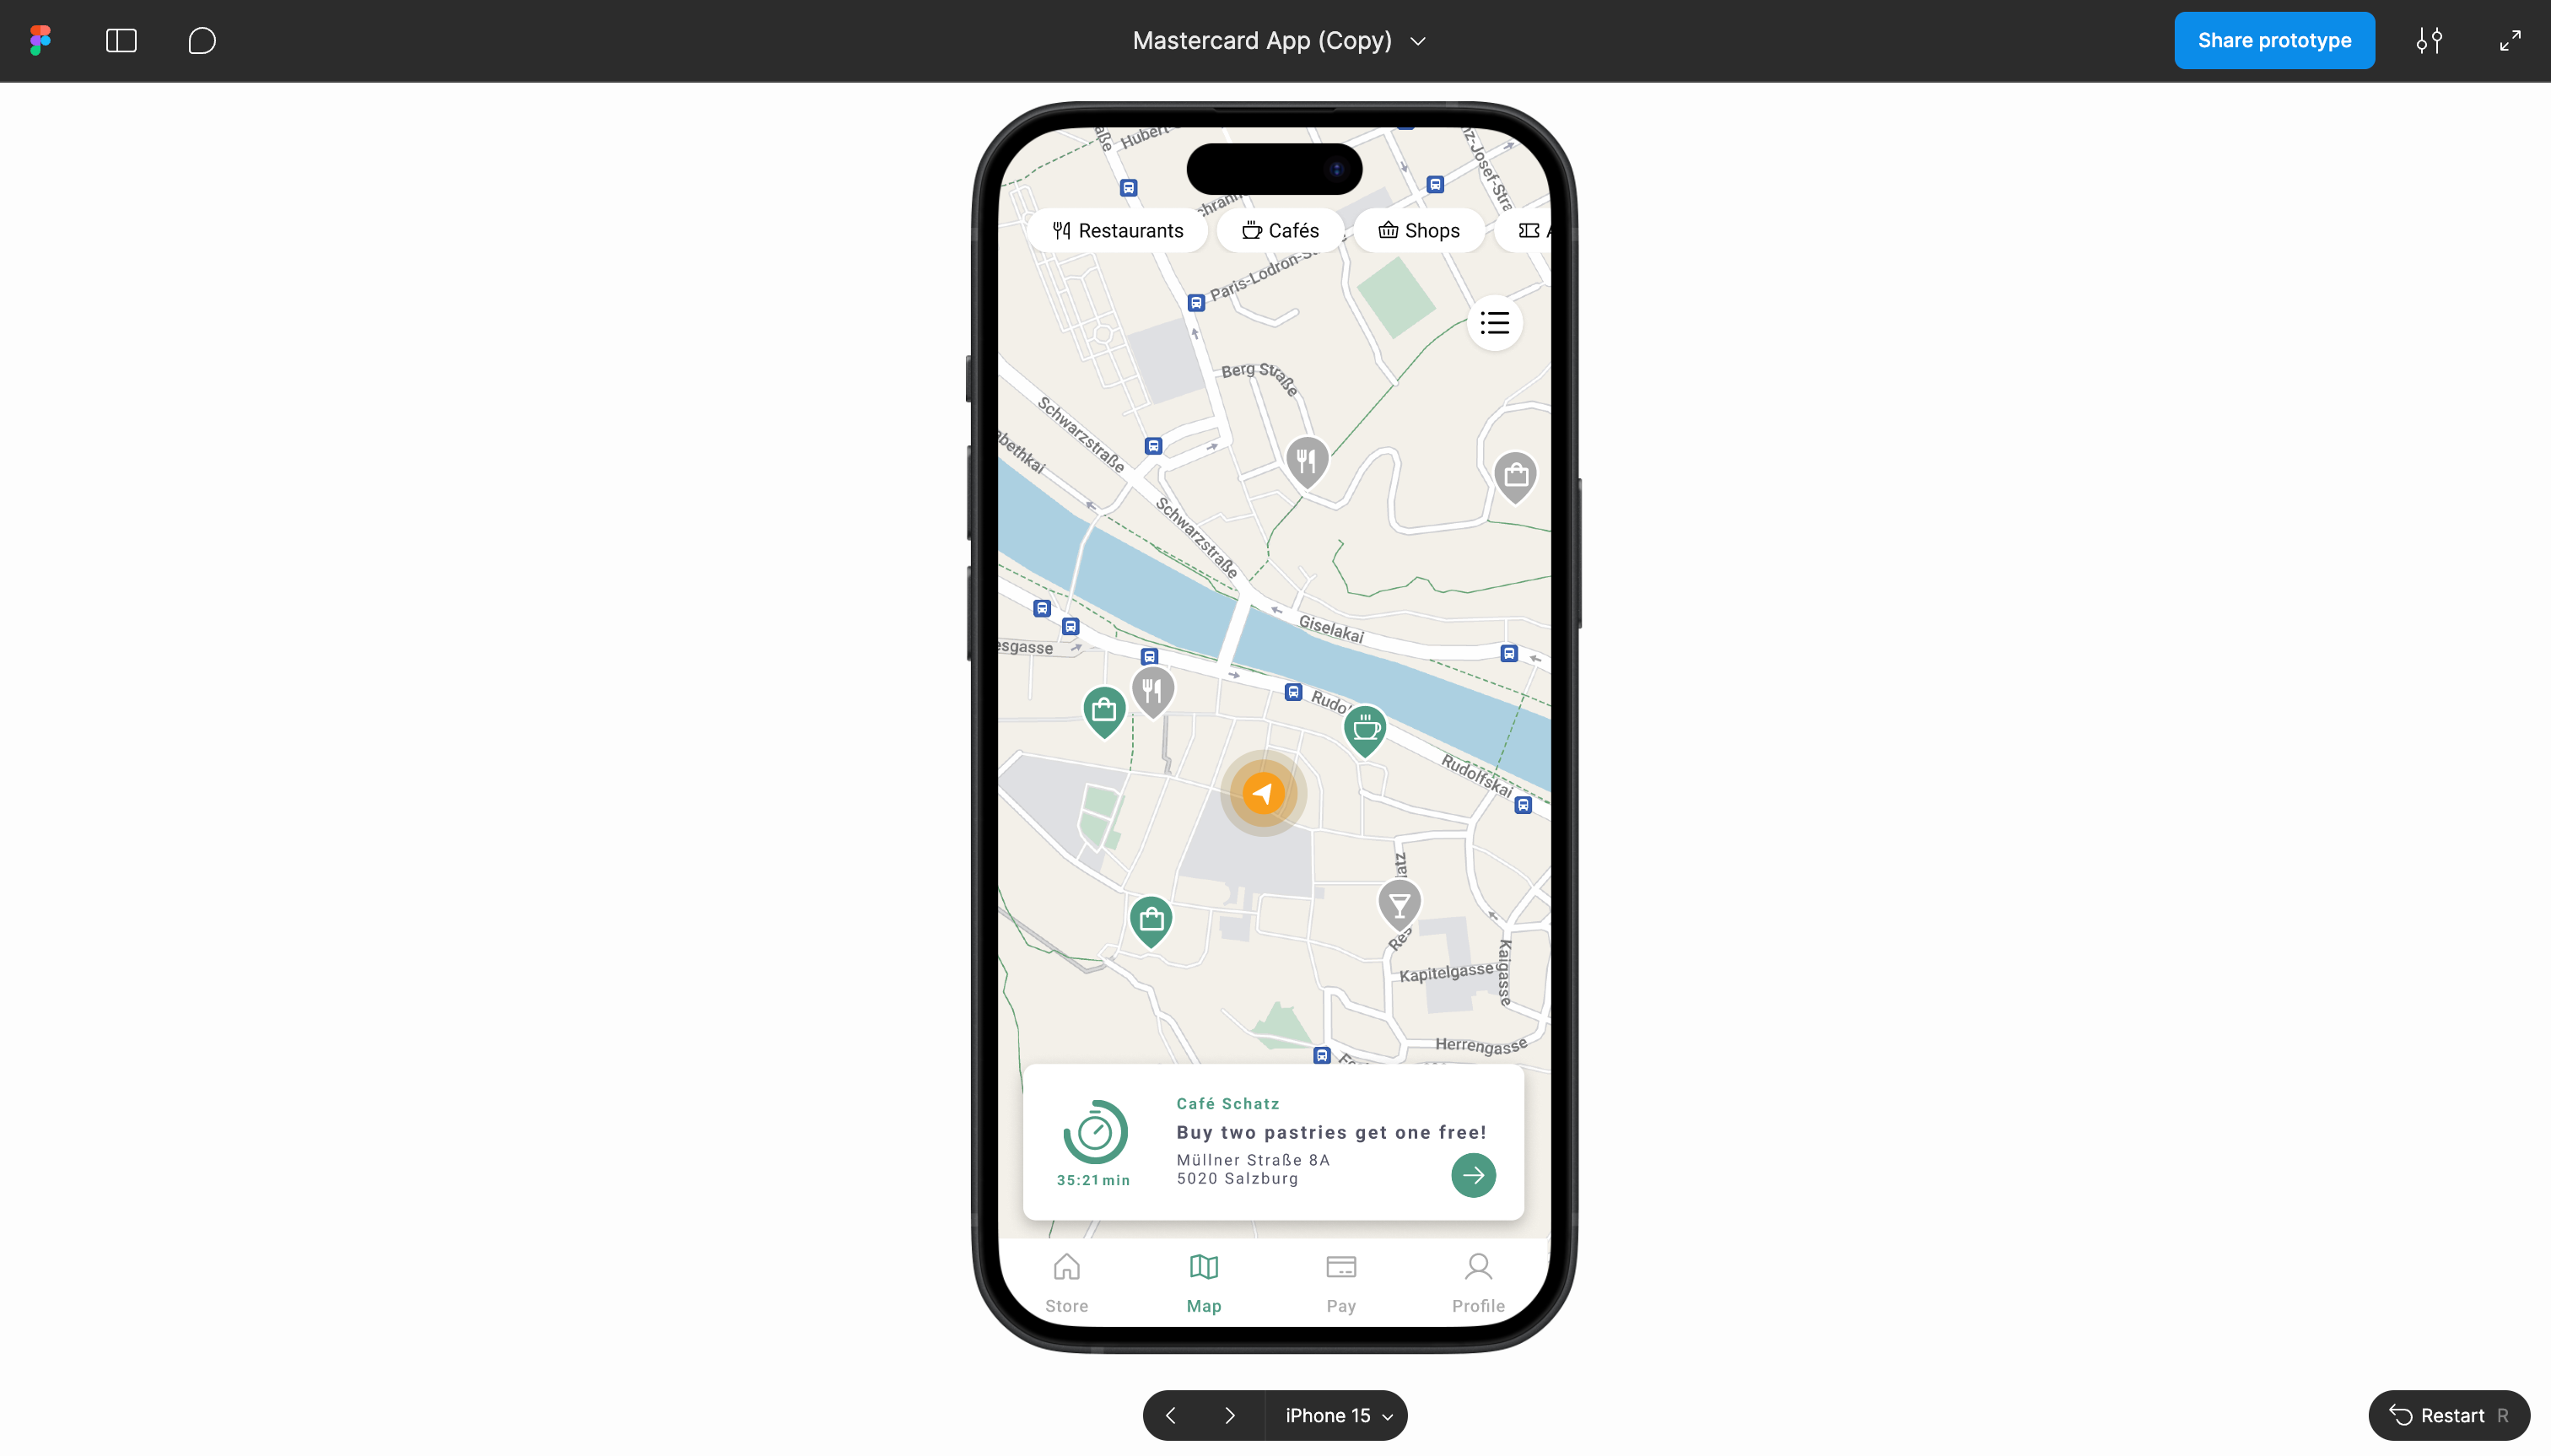 Mastercard App (Copy)
Share prototype
Hubert
Restaurants
Cafés
Shops
Paris-Lodron-S
Berg Straße
Schwarzstraße
Schwarzstraße
Giselakai
Rudolfskai
Kapitelgasse
Kaigasse
Herrengasse
Café Schatz
Buy two pastries get one free!
Müllner Straße 8A
5020 Salzburg
35:21 min
Store
Map
Pay
Profile
iPhone 15
Restart R